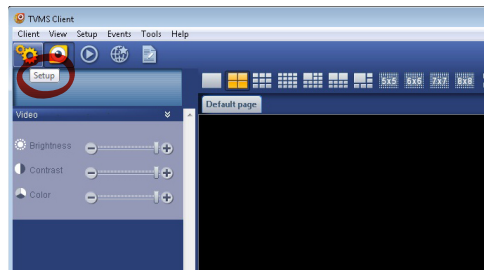 TVMS Client
Client View Setup Events Tools Help
Setup
5x5 6x6 7x7 8x8
Default page
Video
Brightness
Contrast
Color